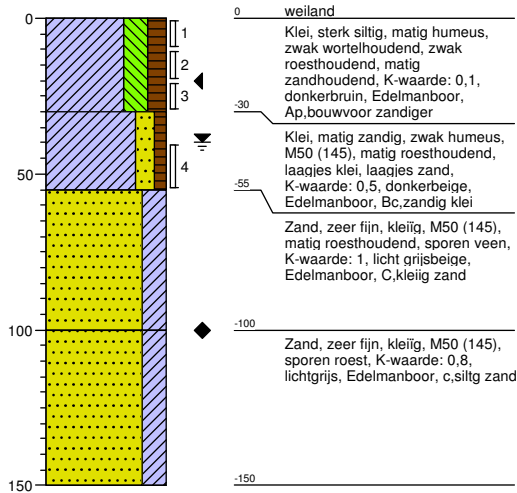 0
50
100
150
1
2
3
4
0
weiland
Klei, sterk siltig, matig humeus,
zwak wortelhoudend, zwak
roesthoudend, matig
zandhoudend, K-waarde: 0,1,
donkerbruin, Edelmanboor,
Ap,bouwvoor zandiger
-30
Klei, matig zandig, zwak humeus,
M50 (145), matig roesthoudend,
laagjes klei, laagjes zand,
K-waarde: 0,5, donkerbeige,
Edelmanboor, Bc,zandig klei
-55
Zand, zeer fijn, kleiïg, M50 (145),
matig roesthoudend, sporen veen,
K-waarde: 1, licht grijsbeige,
Edelmanboor, C,kleiig zand
-100
Zand, zeer fijn, kleiïg, M50 (145),
sporen roest, K-waarde: 0,8,
lichtgrijs, Edelmanboor, c,siltg zand
-150